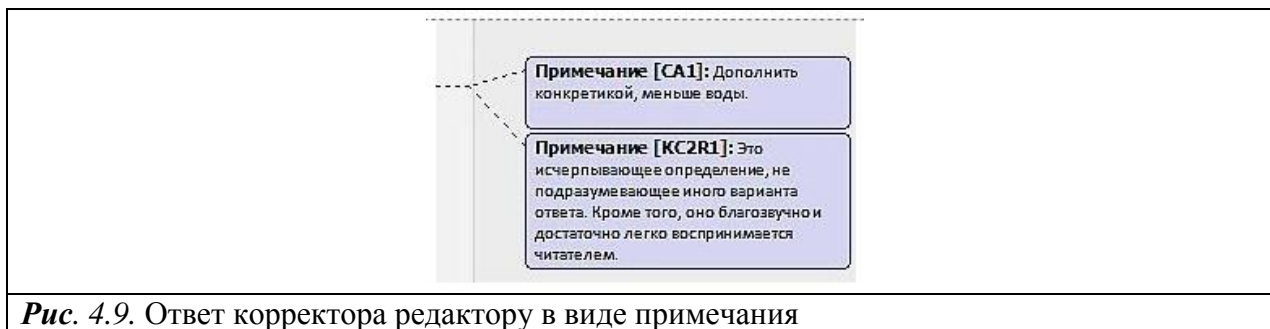 Примечание [CA1]: Дополнить
конкретикой, меньше воды.
Примечание [KC2R1]: Это
исчерпывающее определение, не
подразумевающее иного варианта
ответа. Кроме того, оно благозвучно и
достаточно легко воспринимается
читателем.
Рис. 4.9. Ответ корректора редактору в виде примечания